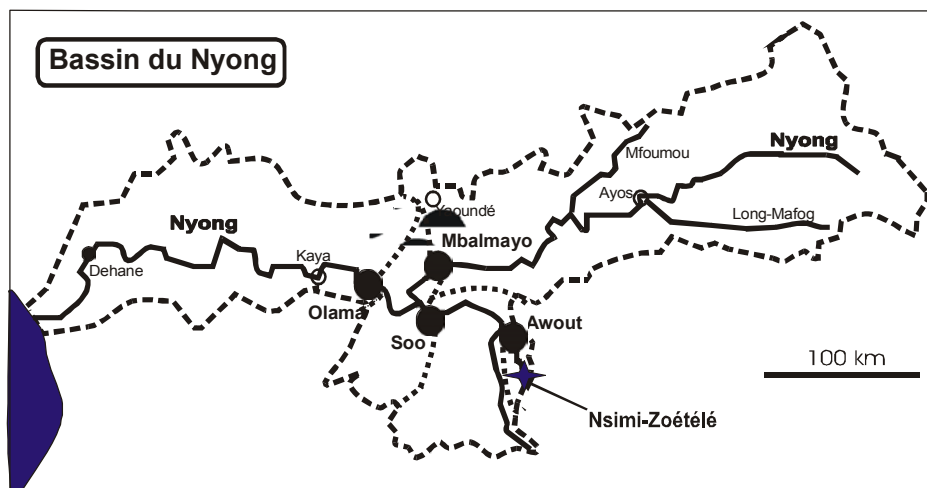 Bassin du Nyong
Mfoumou
Nyong
Ayos
Yaoundé
Long-Mafog
Nyong
Mbalmayo
Kaya
Dehane
Olama
Awout
Soo
100 km
Nsimi-Zoétélé